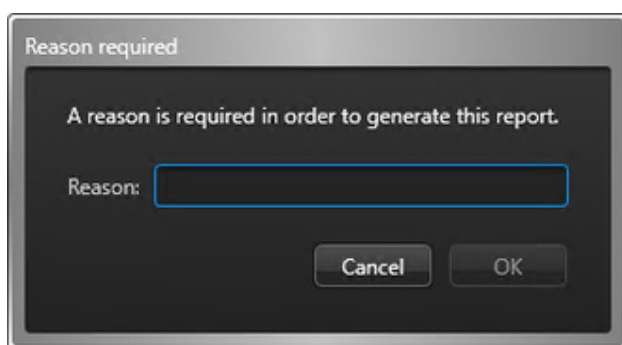 Reason required
A reason is required in order to generate this report.
Reason:
Cancel OK